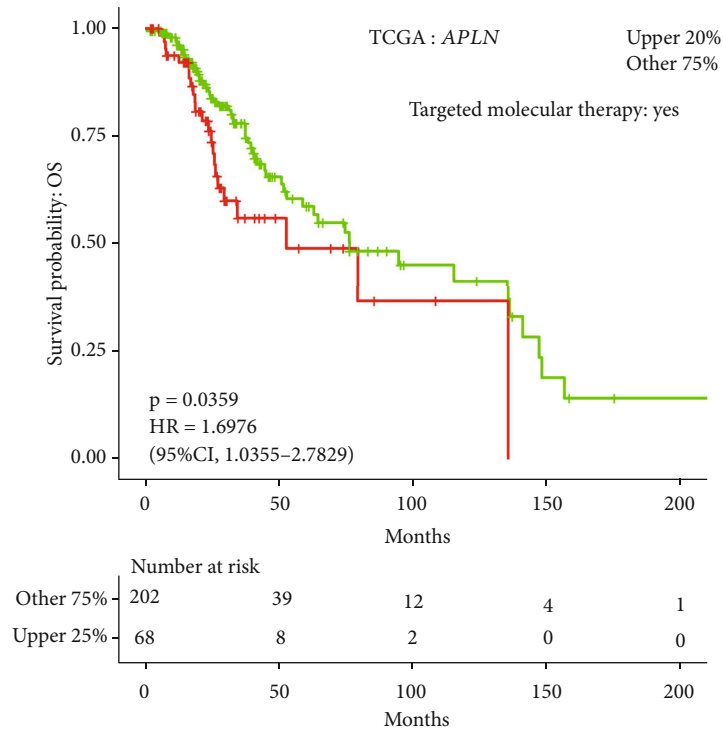 TCGA : APLN
Upper 20%
Other 75%
Targeted molecular therapy: yes
Survival probability: OS
1.00
0.75
0.50
0.25
0.00
p = 0.0359
HR = 1.6976
(95%CI, 1.0355–2.7829)
0 50 100 150 200
Months
Number at risk
Other 75% 202 39 12 4 1
Upper 25% 68 8 2 0 0
0 50 100 150 200
Months